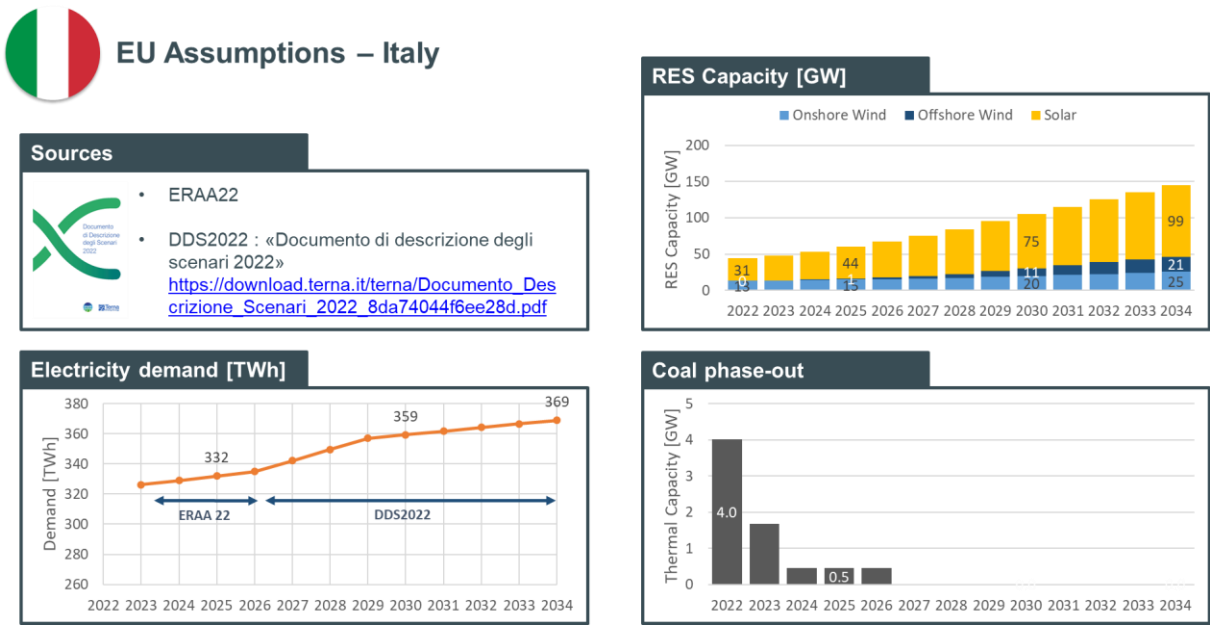 EU Assumptions – Italy
Sources
Documento
di Descrizione
degli Scenari
2022
Terna
• ERAA22
• DDS2022 : «Documento di descrizione degli
scenari 2022»
https://download.terna.it/terna/Documento_Des
crizione_Scenari_2022_8da74044f6ee28d.pdf
RES Capacity [GW]
Onshore Wind Offshore Wind Solar
RES Capacity [GW]
200
150
100
50
0
31
0
13
44
1
15
75
11
20
99
21
25
2022 2023 2024 2025 2026 2027 2028 2029 2030 2031 2032 2033 2034
Electricity demand [TWh]
Demand [TWh]
380
360
340
320
300
280
260
332
359
369
ERAA 22
DDS2022
2022 2023 2024 2025 2026 2027 2028 2029 2030 2031 2032 2033 2034
Coal phase-out
Thermal Capacity [GW]
5
4
3
2
1
0
4.0
0.5
2022 2023 2024 2025 2026 2027 2028 2029 2030 2031 2032 2033 2034